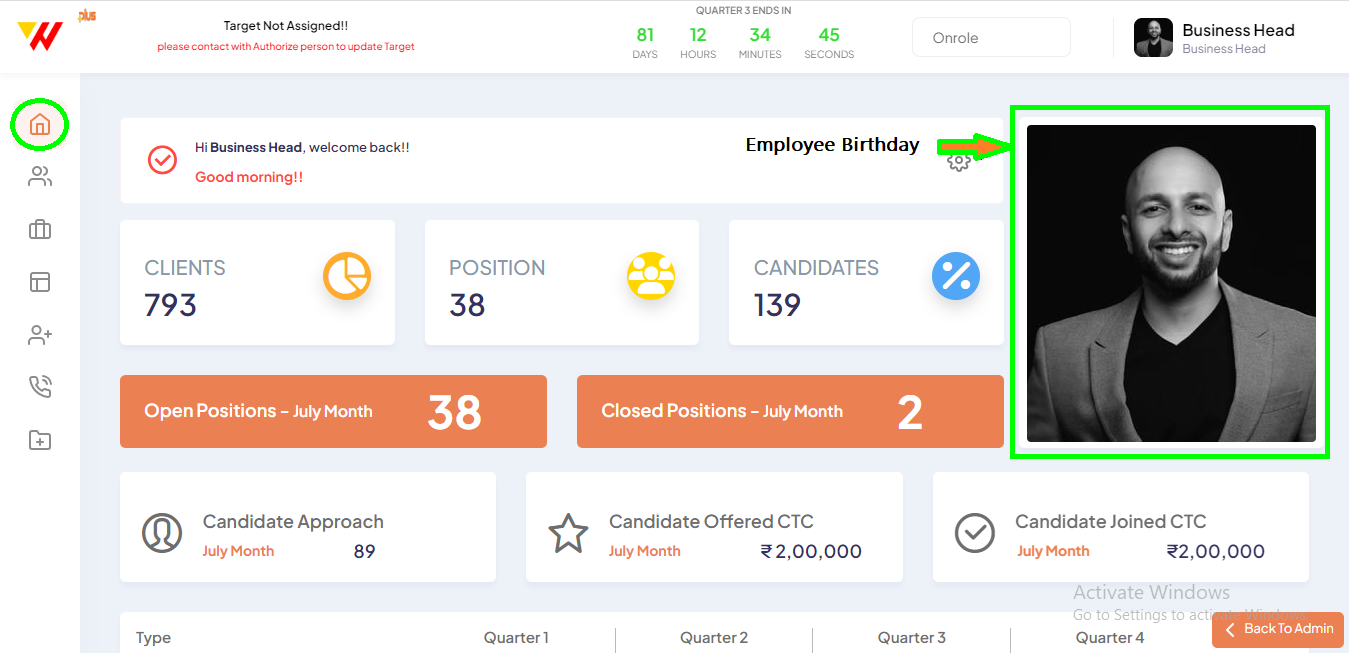 plus
Target Not Assigned!!
please contact with Authorize person to update Target
QUARTER 3 ENDS IN
81 12 34 45
DAYS HOURS MINUTES SECONDS
Onrole
Business Head
Business Head
Hi Business Head, welcome back!!
Good morning!!
Employee Birthday
CLIENTS
793
POSITION
38
CANDIDATES
139
Open Positions - July Month 38
Closed Positions - July Month 2
Candidate Approach
July Month 89
Candidate Offered CTC
July Month ₹2,00,000
Candidate Joined CTC
July Month ₹2,00,000
Activate Windows
Go to Settings to activate Windows.
Back To Admin
Type Quarter 1 Quarter 2 Quarter 3 Quarter 4